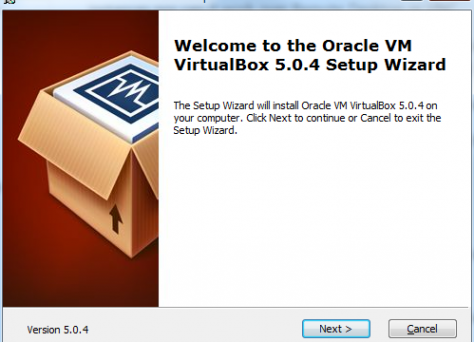 Welcome to the Oracle VM
VirtualBox 5.0.4 Setup Wizard
The Setup Wizard will install Oracle VM VirtualBox 5.0.4 on
your computer. Click Next to continue or Cancel to exit the
Setup Wizard.
Version 5.0.4
Next >
Cancel